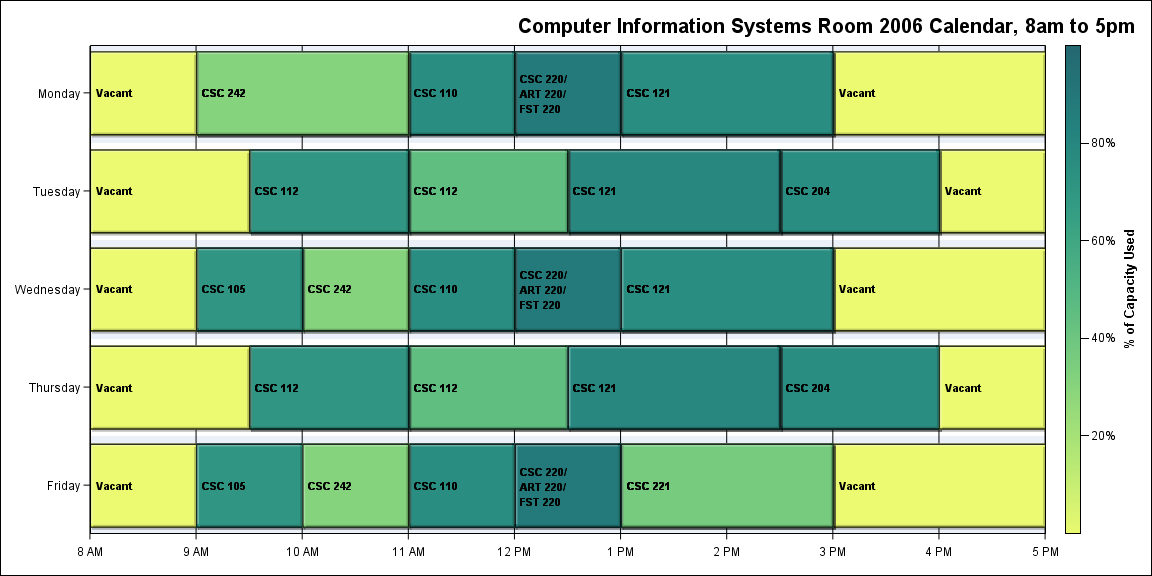 Computer Information Systems Room 2006 Calendar, 8am to 5pm
Monday
Vacant
CSC 242
CSC 110
CSC 220/
ART 220/
FST 220
CSC 121
Vacant
Tuesday
Vacant
CSC 112
CSC 112
CSC 121
CSC 204
Vacant
Wednesday
Vacant
CSC 105
CSC 242
CSC 110
CSC 220/
ART 220/
FST 220
CSC 121
Vacant
Thursday
Vacant
CSC 112
CSC 112
CSC 121
CSC 204
Vacant
Friday
Vacant
CSC 105
CSC 242
CSC 110
CSC 220/
ART 220/
FST 220
CSC 221
Vacant
8 AM
9 AM
10 AM
11 AM
12 PM
1 PM
2 PM
3 PM
4 PM
5 PM
80%
60%
40%
20%
% of Capacity Used